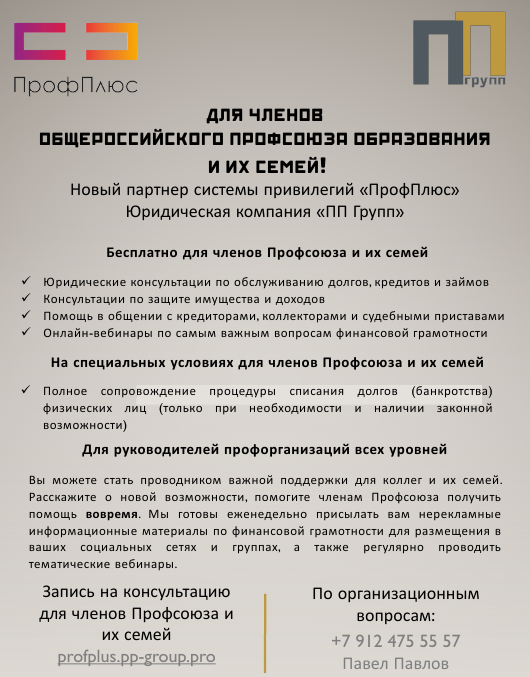 ПрофПлюс
ПП
групп
ДЛЯ ЧЛЕНОВ
ОБЩЕРОССИЙСКОГО ПРОФСОЮЗА ОБРАЗОВАНИЯ
И ИХ СЕМЕЙ!
Новый партнер системы привилегий «ПрофПлюс»
Юридическая компания «ПП Групп»
Бесплатно для членов Профсоюза и их семей
✓ Юридические консультации по обслуживанию долгов, кредитов и займов
✓ Консультации по защите имущества и доходов
✓ Помощь в общении с кредиторами, коллекторами и судебными приставами
✓ Онлайн-вебинары по самым важным вопросам финансовой грамотности
На специальных условиях для членов Профсоюза и их семей
✓ Полное сопровождение процедуры списания долгов (банкротства)
физических лиц (только при необходимости и наличии законной
возможности)
Для руководителей профорганизаций всех уровней
Вы можете стать проводником важной поддержки для коллег и их семей.
Расскажите о новой возможности, помогите членам Профсоюза получить
помощь вовремя. Мы готовы еженедельно присылать вам нерекламные
информационные материалы по финансовой грамотности для размещения в
ваших социальных сетях и группах, а также регулярно проводить
тематические вебинары.
Запись на консультацию
для членов Профсоюза и
их семей
profplus.pp-group.pro
По организационным
вопросам:
+7 912 475 55 57
Павел Павлов